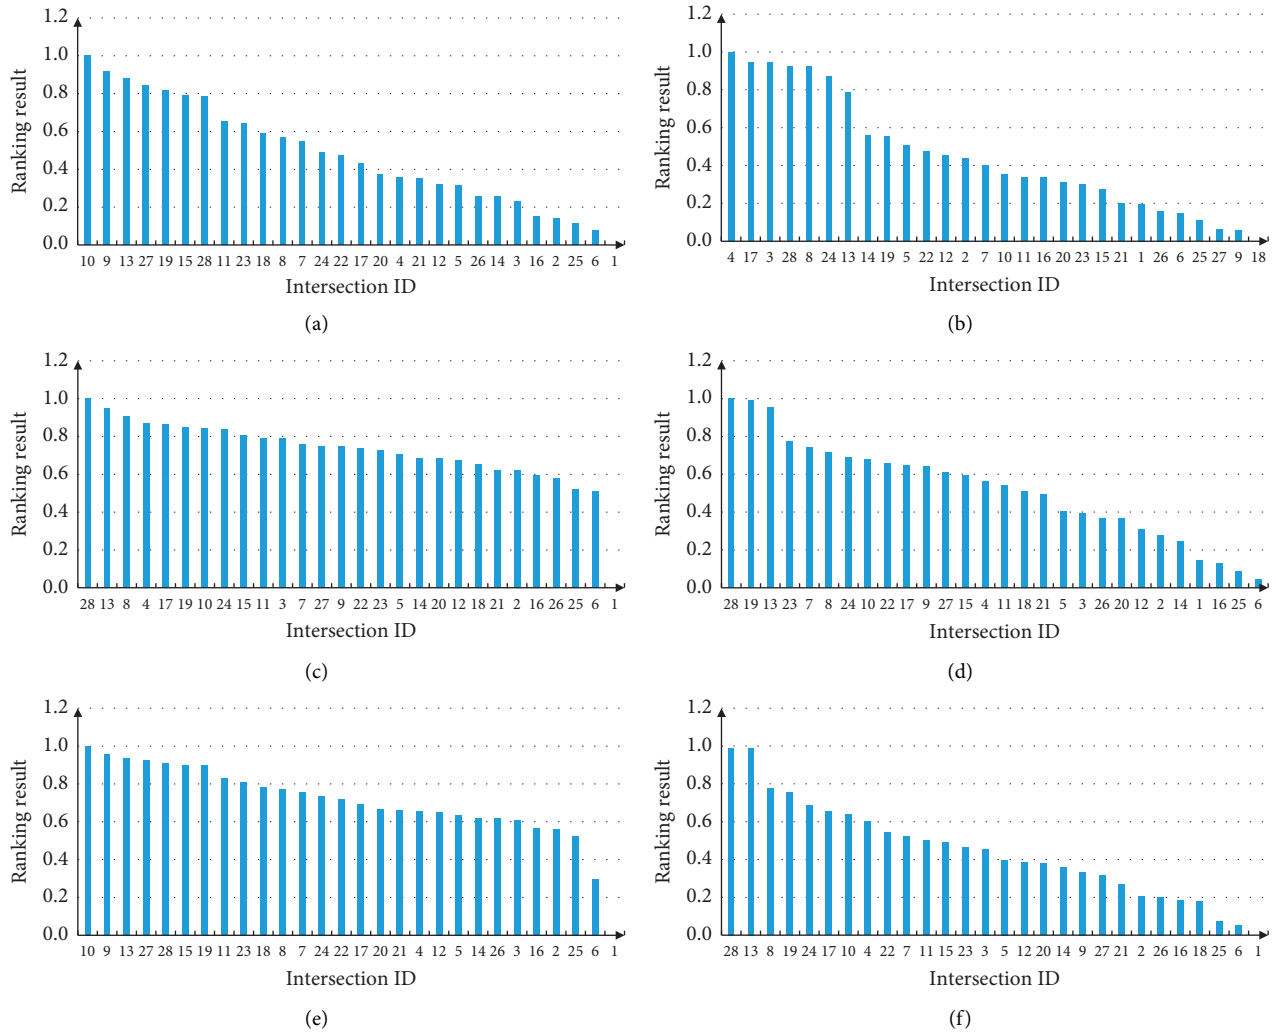 1.2
1.0
0.8
0.6
0.4
0.2
0.0
Ranking result
10 9 13 27 19 15 28 11 23 18 8 7 24 22 17 20 4 21 12 5 26 14 3 16 2 25 6 1
Intersection ID
(a)
1.2
1.0
0.8
0.6
0.4
0.2
0.0
Ranking result
4 17 3 28 8 24 13 14 19 5 22 12 2 7 10 11 16 20 23 15 21 1 26 6 25 27 9 18
Intersection ID
(b)
1.2
1.0
0.8
0.6
0.4
0.2
0.0
Ranking result
28 13 8 4 17 19 10 24 15 11 3 7 27 9 22 23 5 14 20 12 18 21 2 16 26 25 6 1
Intersection ID
(c)
1.2
1.0
0.8
0.6
0.4
0.2
0.0
Ranking result
28 19 13 23 7 8 24 10 22 17 9 27 15 4 11 18 21 5 3 26 20 12 2 14 1 16 25 6
Intersection ID
(d)
1.2
1.0
0.8
0.6
0.4
0.2
0.0
Ranking result
10 9 13 27 28 15 19 11 23 18 8 7 24 22 17 20 21 4 12 5 14 26 3 16 2 25 6 1
Intersection ID
(e)
1.2
1.0
0.8
0.6
0.4
0.2
0.0
Ranking result
28 13 8 19 24 17 10 4 22 7 11 15 23 3 5 12 20 14 9 27 21 2 26 16 18 25 6 1
Intersection ID
(f)